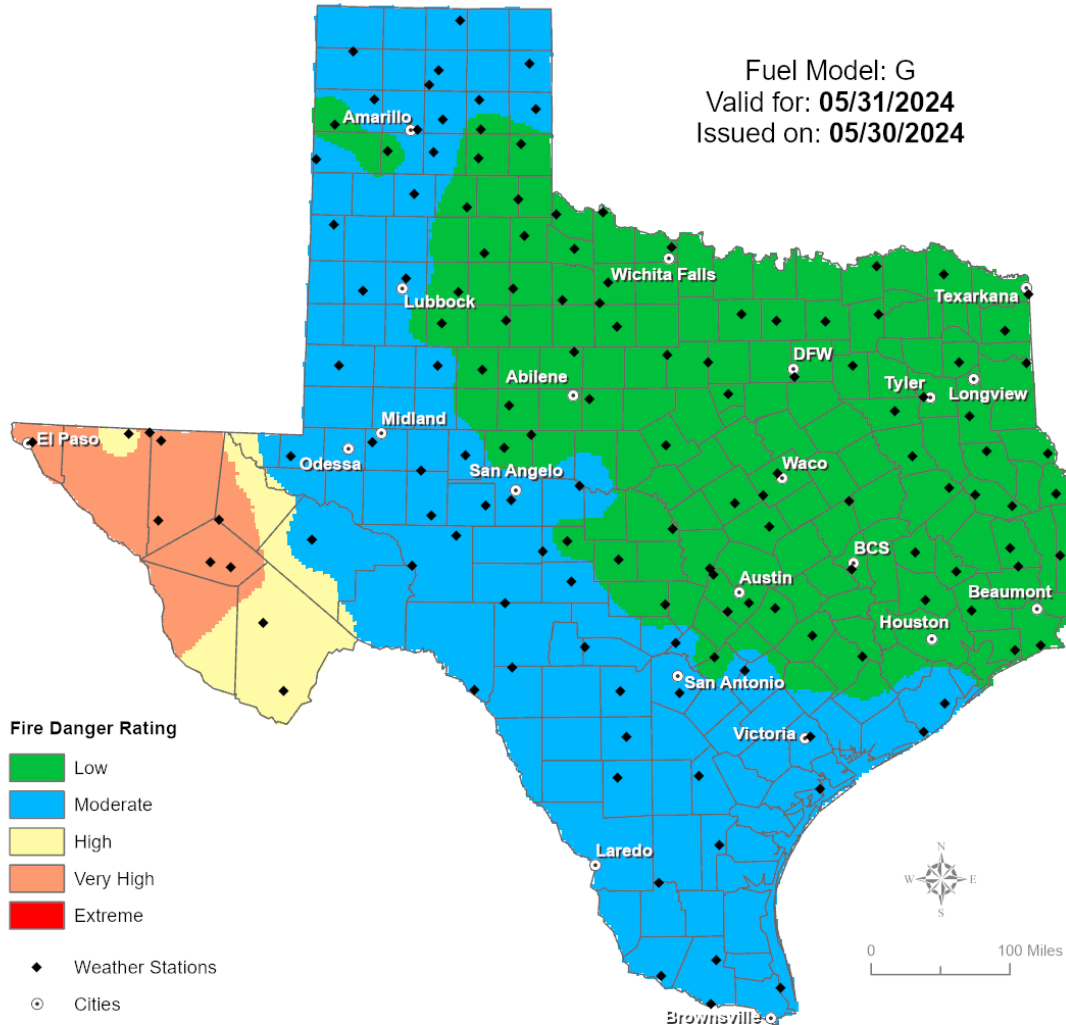 Fuel Model: G
Valid for: 05/31/2024
Issued on: 05/30/2024
Amarillo
Wichita Falls
Lubbock
Texarkana
DFW
Abilene
Tyler
Longview
Midland
El Paso
Odessa
San Angelo
Waco
BCS
Austin
Beaumont
Houston
San Antonio
Victoria
Fire Danger Rating
Low
Moderate
High
Very High
Extreme
Weather Stations
Cities
Laredo
Brownsville
N
W E
S
0 100 Miles